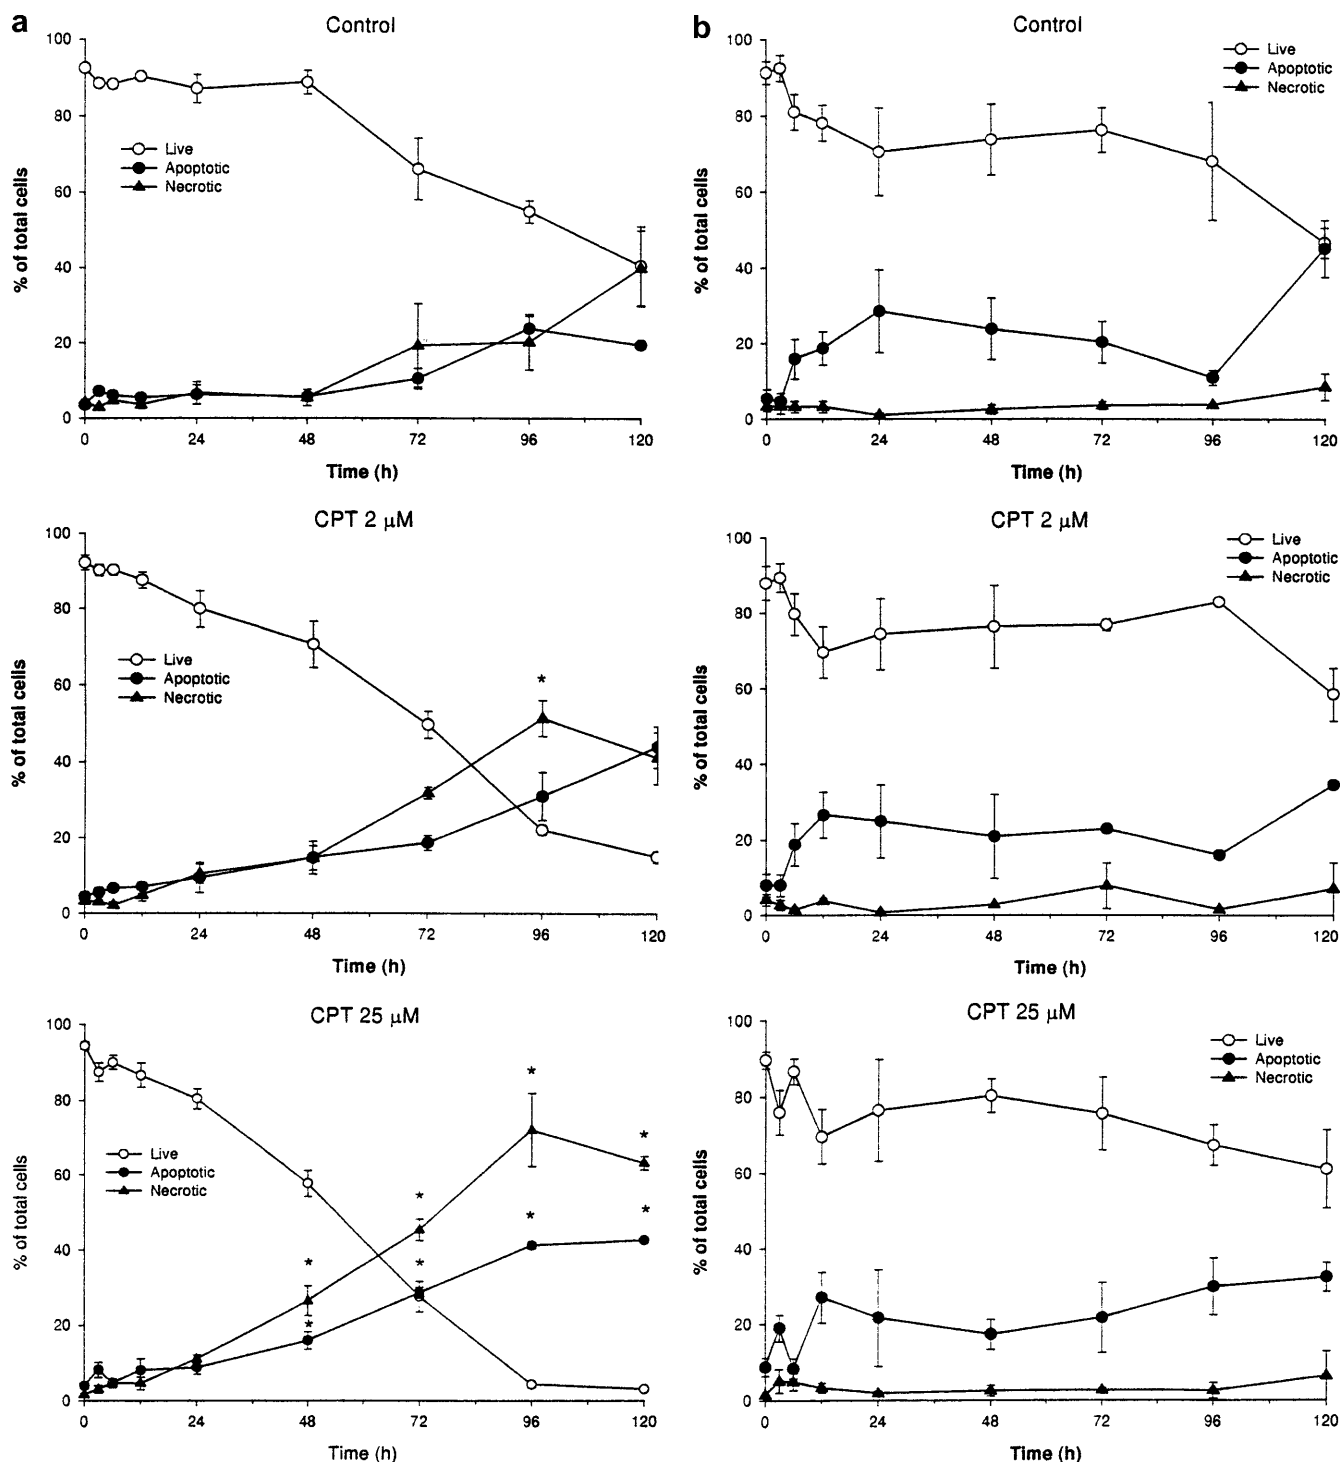 a
Control
100
80
60
40
20
0
% of total cells
Live
Apoptotic
Necrotic
0 24 48 72 96 120
Time (h)
b
Control
100
80
60
40
20
0
% of total cells
Live
Apoptotic
Necrotic
0 24 48 72 96 120
Time (h)
CPT 2 μM
100
80
60
40
20
0
% of total cells
Live
Apoptotic
Necrotic
*
0 24 48 72 96 120
Time (h)
CPT 2 μM
100
80
60
40
20
0
% of total cells
Live
Apoptotic
Necrotic
0 24 48 72 96 120
Time (h)
CPT 25 μM
100
80
60
40
20
0
% of total cells
Live
Apoptotic
Necrotic
*
*
*
*
*
*
*
*
0 24 48 72 96 120
Time (h)
CPT 25 μM
100
80
60
40
20
0
% of total cells
Live
Apoptotic
Necrotic
0 24 48 72 96 120
Time (h)